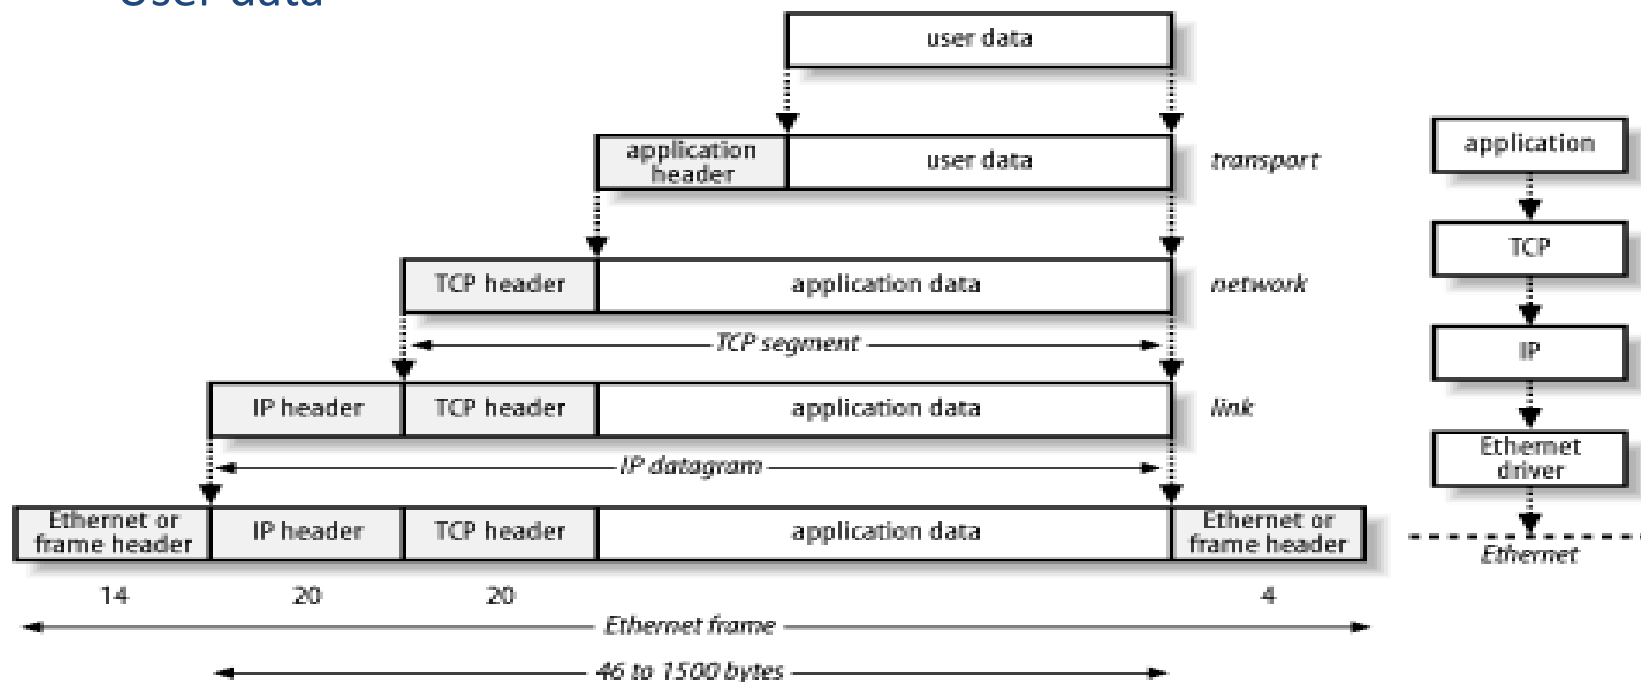 User data
user data
application
header
user data
transport
TCP header
application data
network
TCP segment
IP header
TCP header
application data
link
IP datagram
Ethernet or
frame header
IP header
TCP header
application data
Ethernet or
frame header
14
20
20
4
Ethernet frame
46 to 1500 bytes
application
TCP
IP
Ethernet
driver
Ethernet